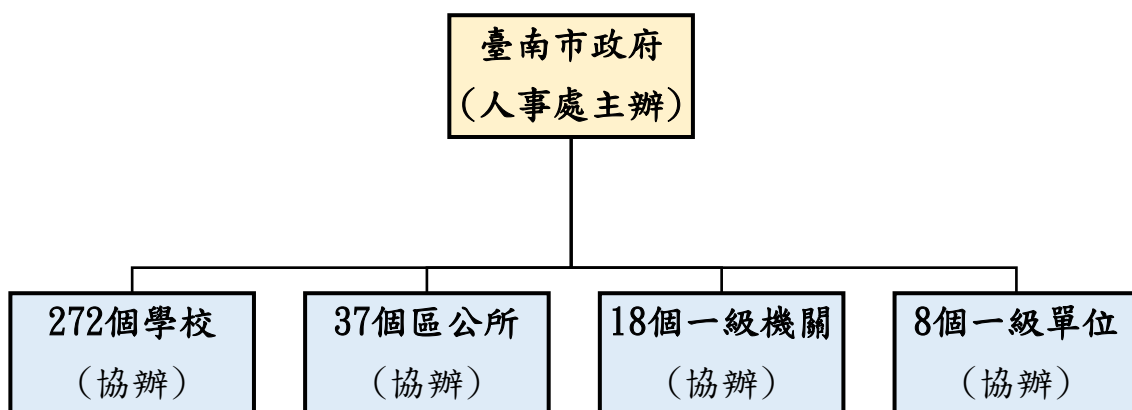 臺南市政府
(人事處主辦)
272個學校
(協辦)
37個區公所
(協辦)
18個一級機關
(協辦)
8個一級單位
(協辦)